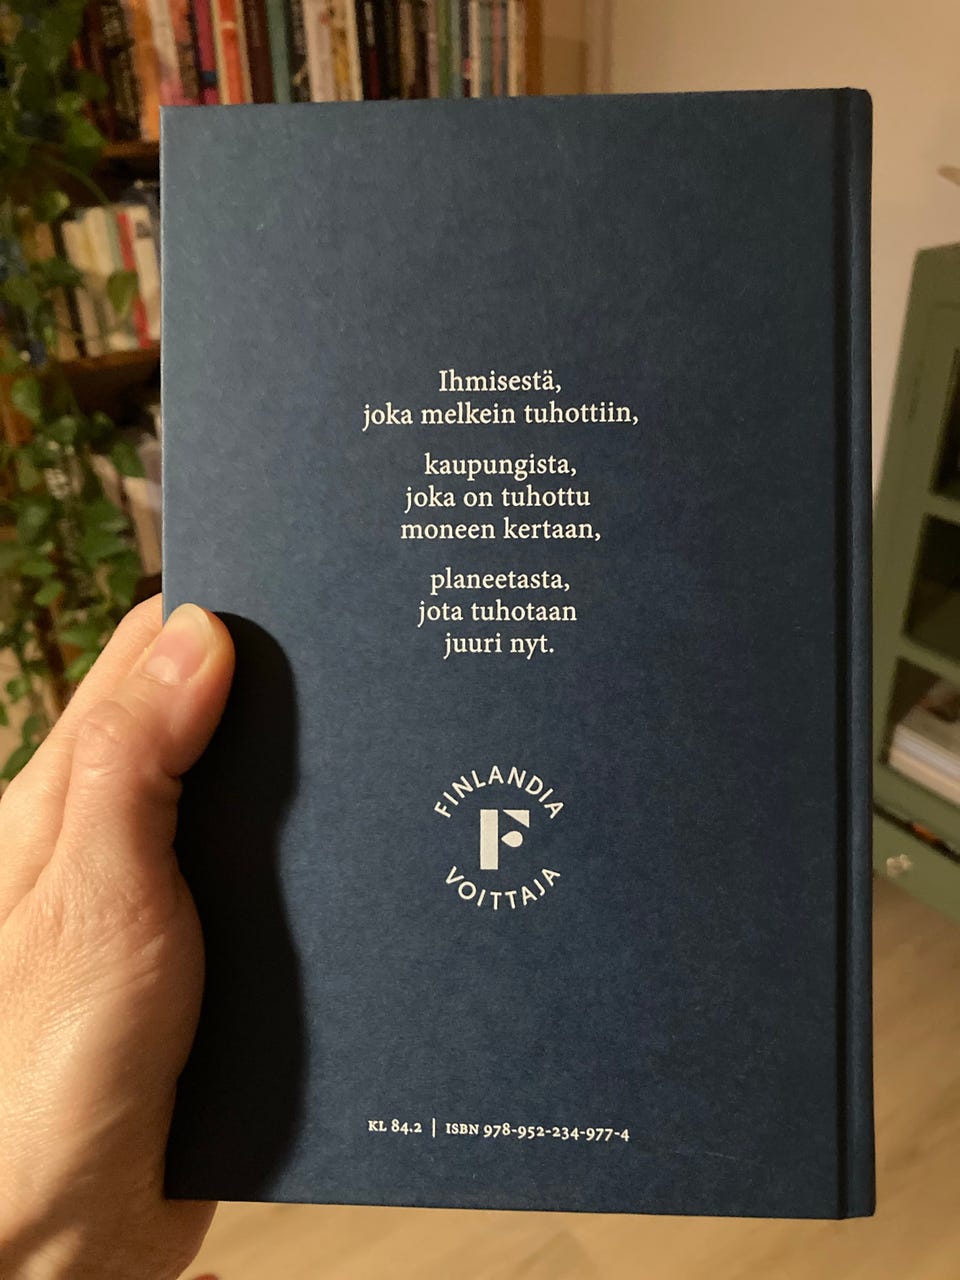 Ihmisestä,
joka melkein tuhottiin,
kaupungista,
joka on tuhottu
moneen kertaan,
planeetasta,
jota tuhotaan
juuri nyt.
FINLANDIA
F
VOITTAJA
KL 84.2 | ISBN 978-952-234-977-4